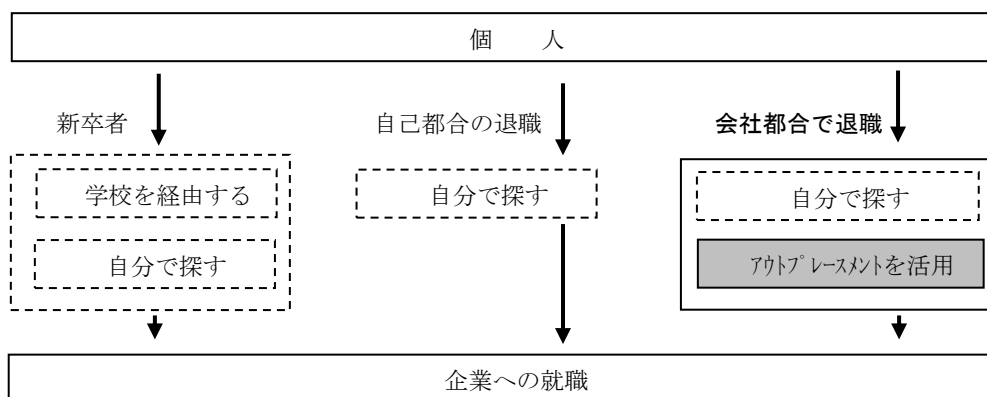 個　　人
新卒者
自己都合の退職
会社都合で退職
学校を経由する
自分で探す
自分で探す
自分で探す
ｱｳﾄﾌﾟﾚｰｽﾒﾝﾄを活用
企業への就職